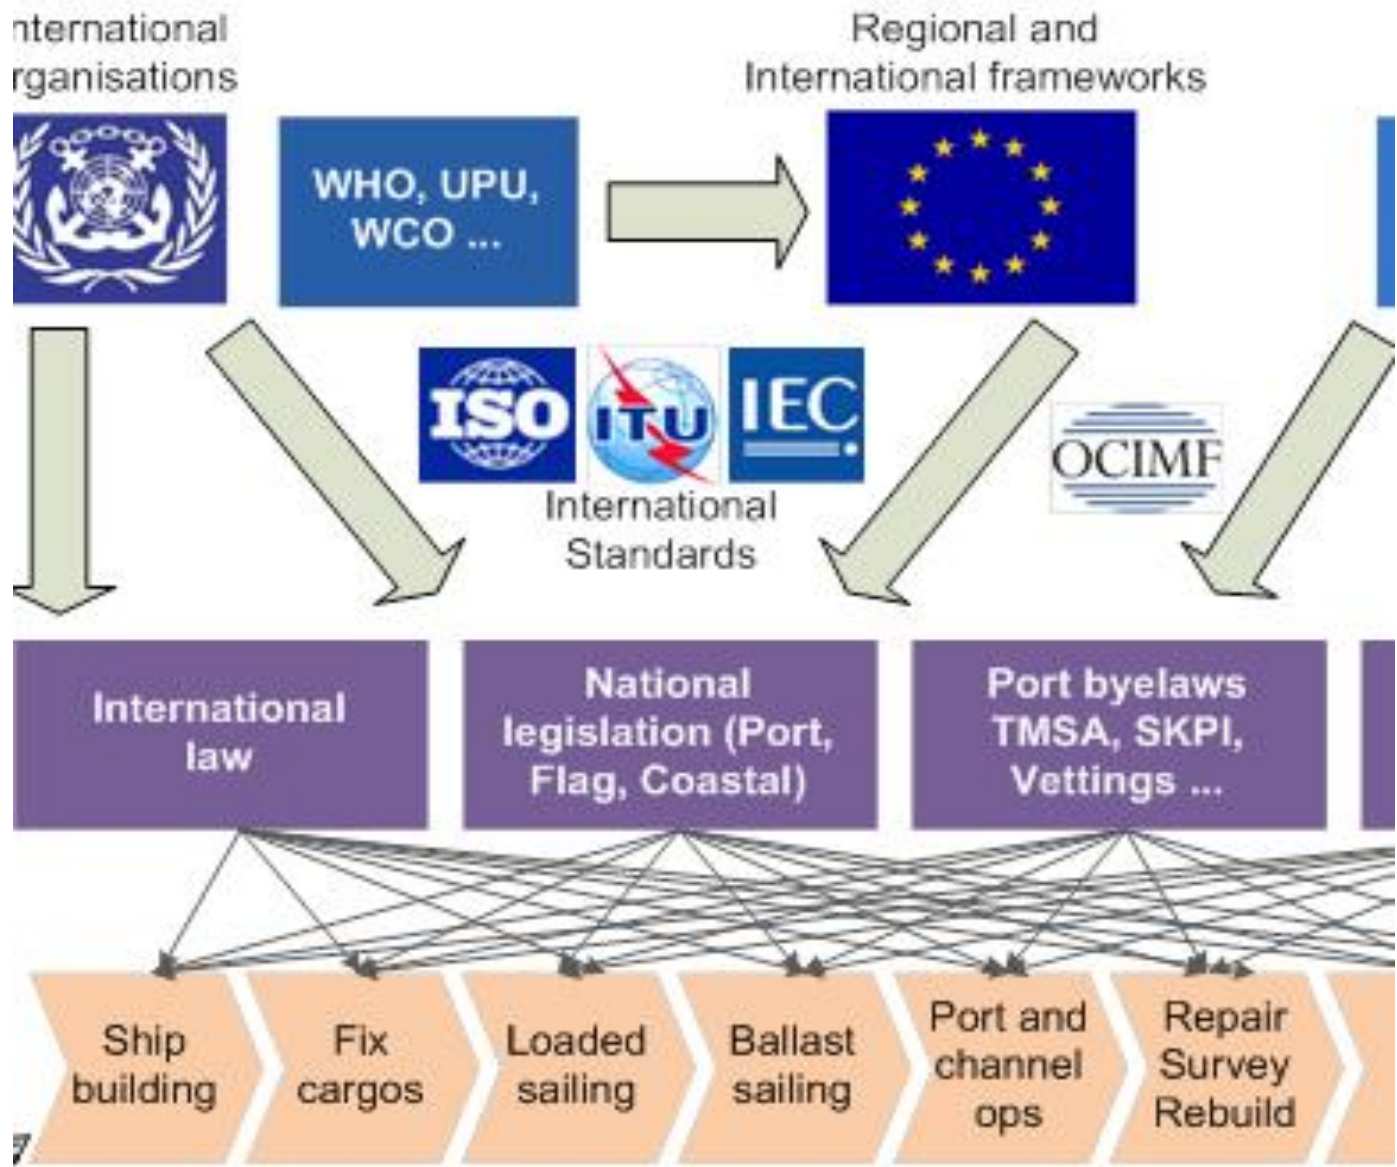 nternational
rganisations
Regional and
International frameworks
WHO, UPU,
WCO ...
ISO
ITU
IEC
OCIMF
International
Standards
International
law
National
legislation (Port,
Flag, Coastal)
Port byelaws
TMSA, SKPI,
Vettings ...
Ship
building
Fix
cargos
Loaded
sailing
Ballast
sailing
Port and
channel
ops
Repair
Survey
Rebuild